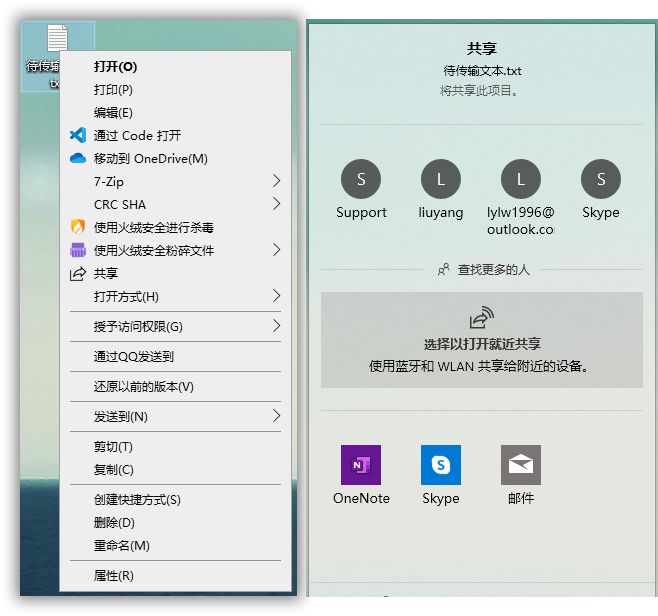 待传输
tx
打开(O)
打印(P)
编辑(E)
通过 Code 打开
移动到 OneDrive(M)
7-Zip
CRC SHA
使用火绒安全进行杀毒
使用火绒安全粉碎文件
共享
打开方式(H)
授予访问权限(G)
通过QQ发送到
还原以前的版本(V)
发送到(N)
剪切(T)
复制(C)
创建快捷方式(S)
删除(D)
重命名(M)
属性(R)
共享
待传输文本.txt
将共享此项目。
S
L
L
S
Support
liuyang
lylw1996@
outlook.co
Skype
查找更多的人
选择以打开就近共享
使用蓝牙和 WLAN 共享给附近的设备。
N
S
OneNote
Skype
邮件